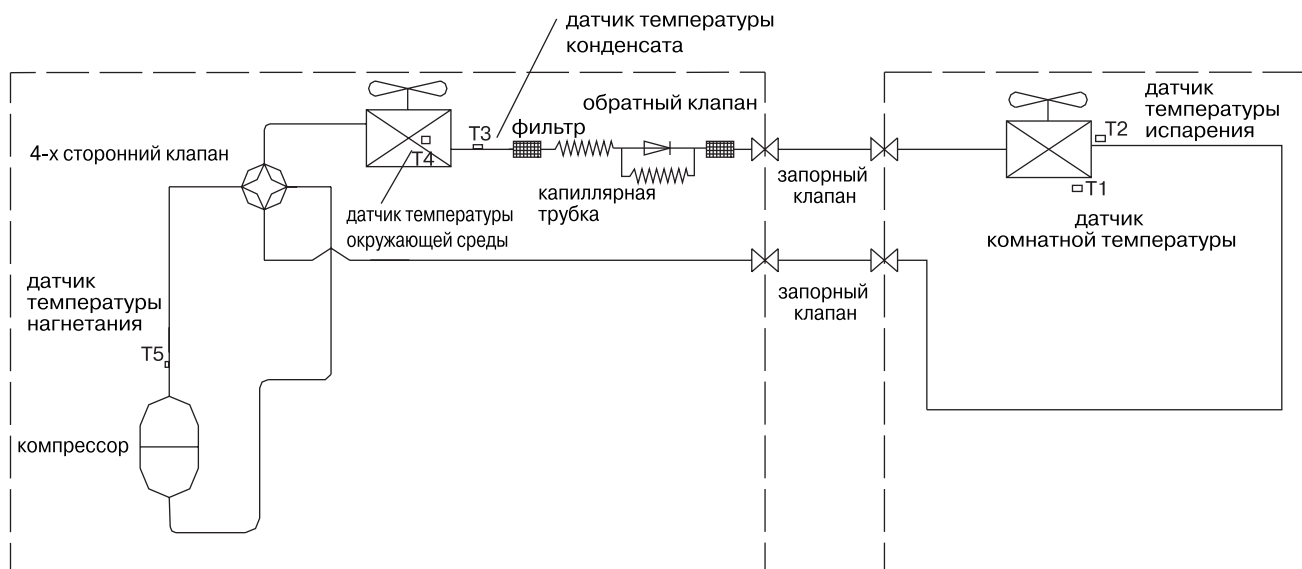 датчик температуры
конденсата
обратный клапан
датчик
температуры
испарения
T3
фильтр
T2
4-х сторонний клапан
T4
запорный
клапан
капиллярная
трубка
T1
датчик температуры
окружающей среды
датчик
комнатной температуры
датчик
температуры
нагнетания
запорный
клапан
T5
компрессор